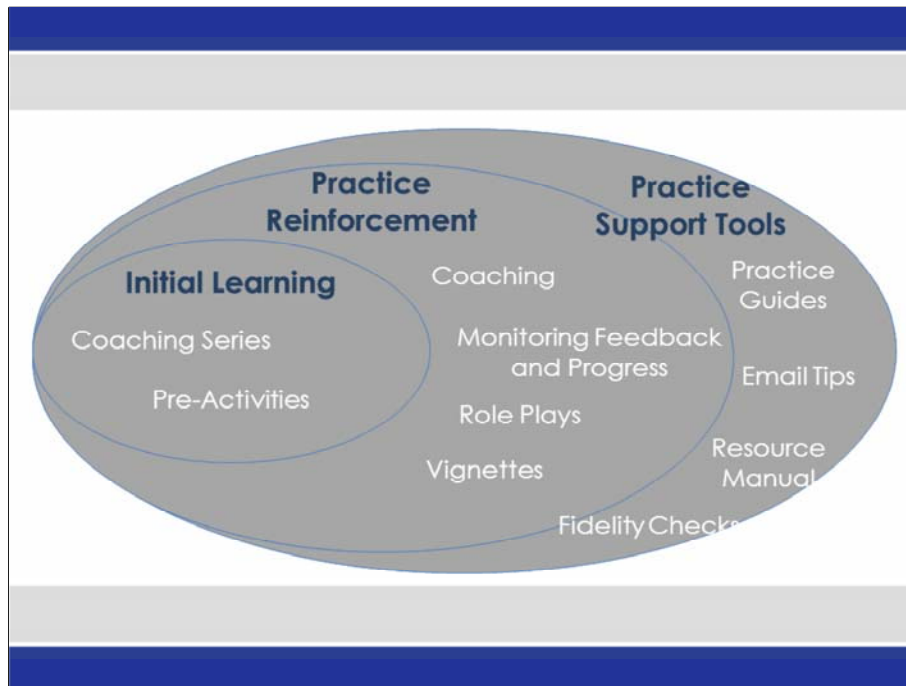 Practice
Reinforcement
Practice
Support Tools
Initial Learning
Coaching Series
Pre-Activities
Coaching
Monitoring Feedback
and Progress
Role Plays
Vignettes
Practice
Guides
Email Tips
Resource
Manual
Fidelity Checks